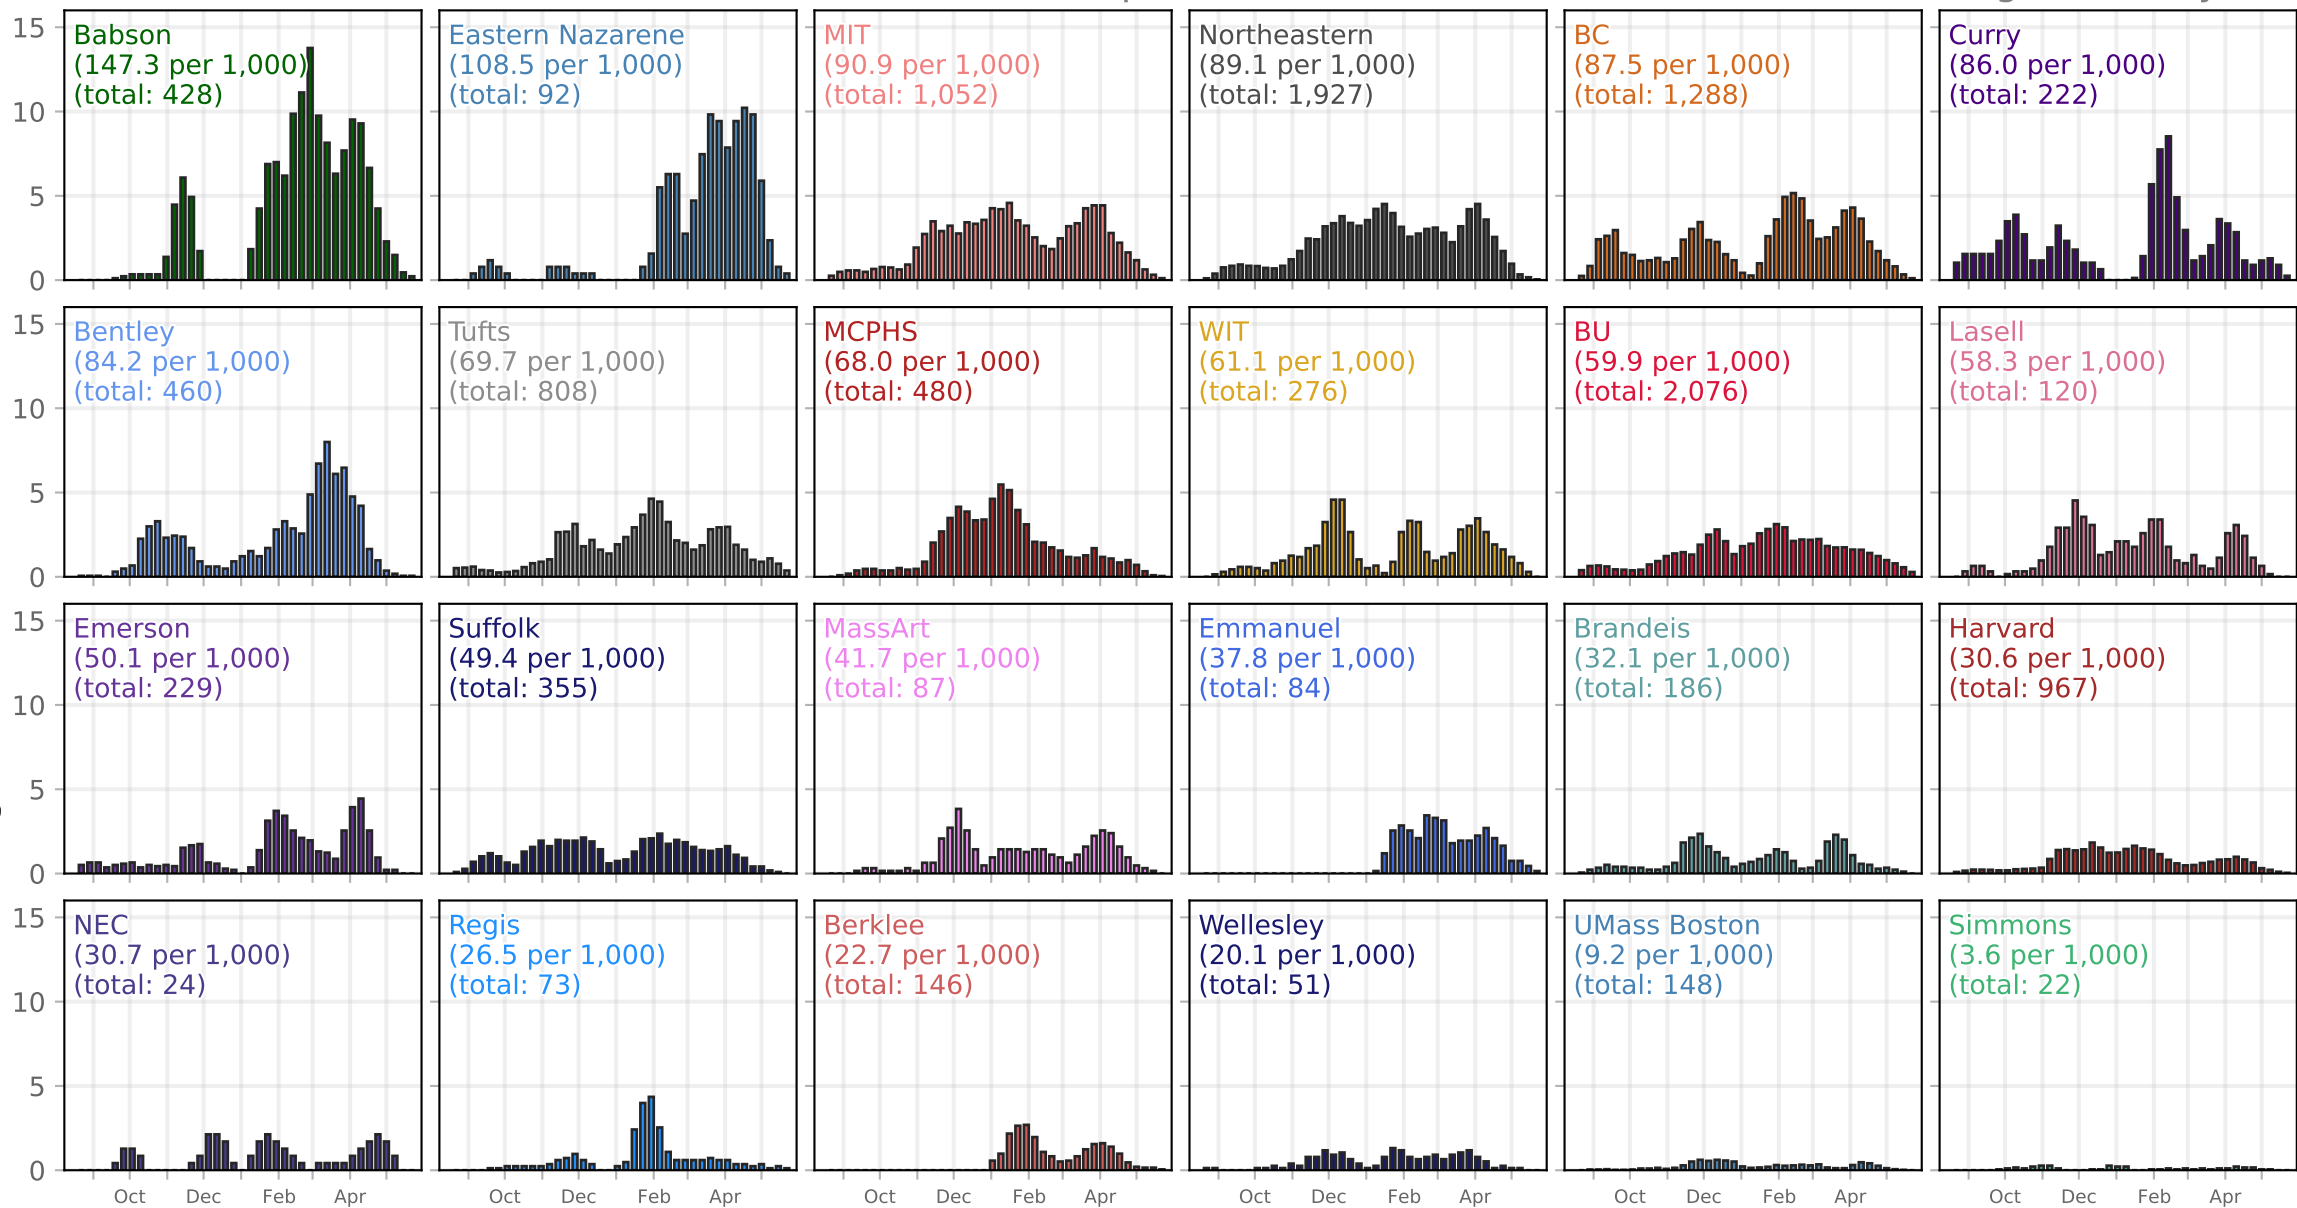 15
10
5
0
Babson
(147.3 per 1,000)
(total: 428)
Eastern Nazarene
(108.5 per 1,000)
(total: 92)
MIT
(90.9 per 1,000)
(total: 1,052)
Northeastern
(89.1 per 1,000)
(total: 1,927)
BC
(87.5 per 1,000)
(total: 1,288)
Curry
(86.0 per 1,000)
(total: 222)
15
10
5
0
Bentley
(84.2 per 1,000)
(total: 460)
Tufts
(69.7 per 1,000)
(total: 808)
MCPHS
(68.0 per 1,000)
(total: 480)
WIT
(61.1 per 1,000)
(total: 276)
BU
(59.9 per 1,000)
(total: 2,076)
Lasell
(58.3 per 1,000)
(total: 120)
15
10
5
0
Emerson
(50.1 per 1,000)
(total: 229)
Suffolk
(49.4 per 1,000)
(total: 355)
MassArt
(41.7 per 1,000)
(total: 87)
Emmanuel
(37.8 per 1,000)
(total: 84)
Brandeis
(32.1 per 1,000)
(total: 186)
Harvard
(30.6 per 1,000)
(total: 967)
15
10
5
0
NEC
(30.7 per 1,000)
(total: 24)
Regis
(26.5 per 1,000)
(total: 73)
Berklee
(22.7 per 1,000)
(total: 146)
Wellesley
(20.1 per 1,000)
(total: 51)
UMass Boston
(9.2 per 1,000)
(total: 148)
Simmons
(3.6 per 1,000)
(total: 22)
Oct Dec Feb Apr
Oct Dec Feb Apr
Oct Dec Feb Apr
Oct Dec Feb Apr
Oct Dec Feb Apr
Oct Dec Feb Apr